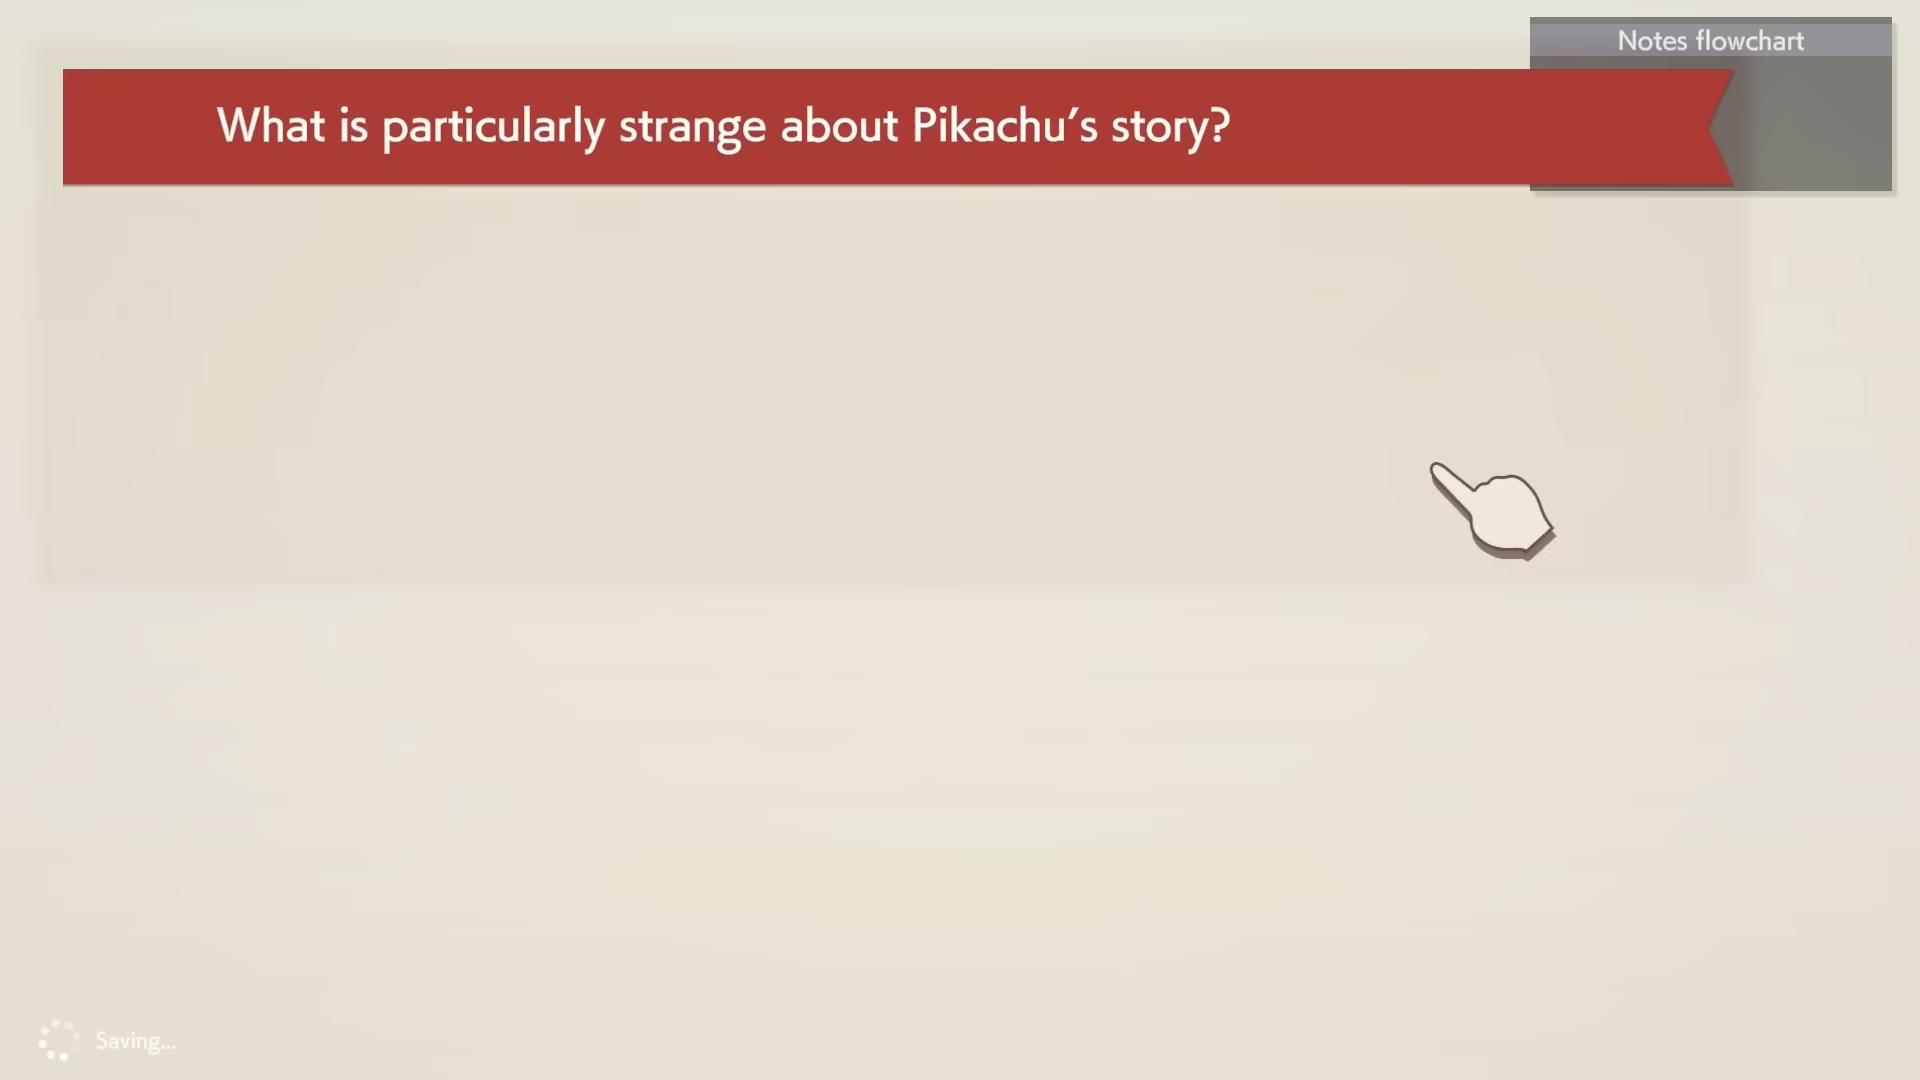 Notes flowchart
What is particularly strange about Pikachu's story?
Saving...